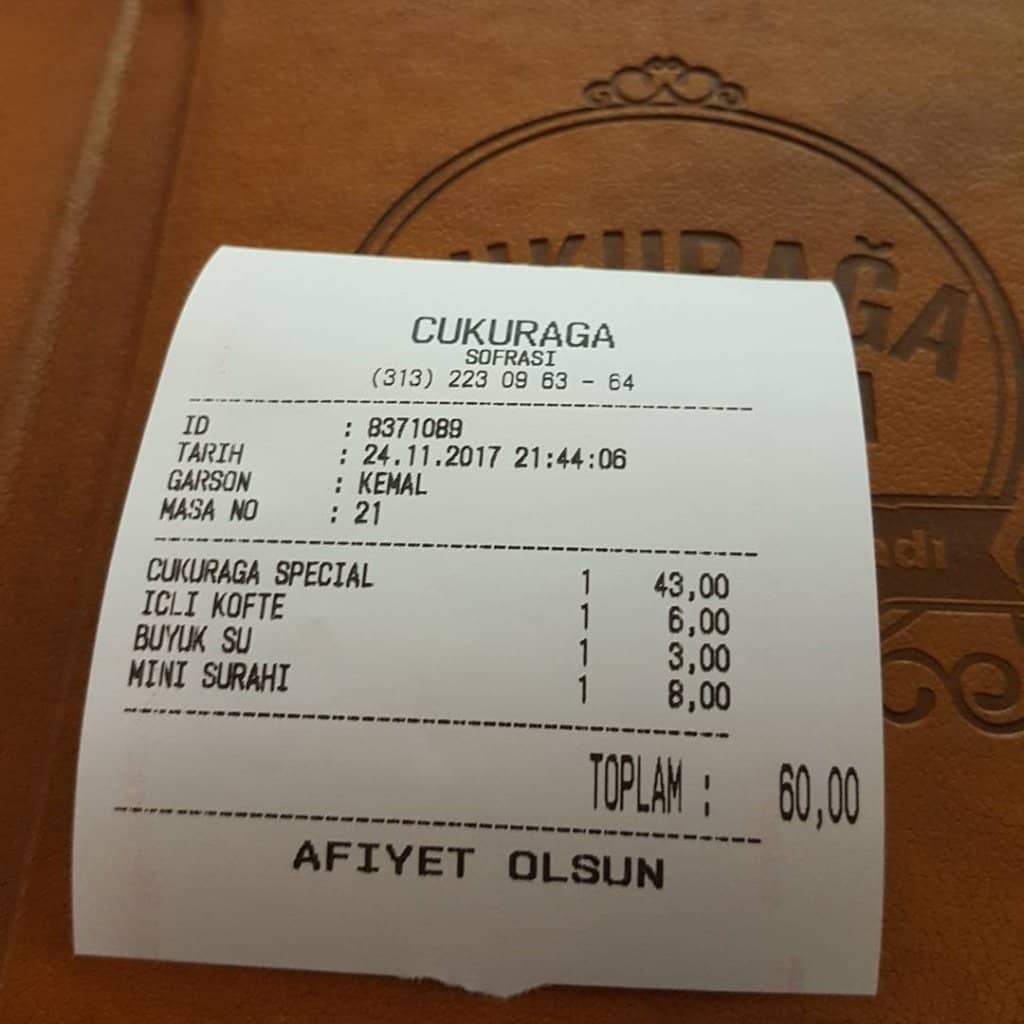 CUKURAGA
SOFRASI
(313) 223 09 63 - 64
ID : 8371089
TARIH : 24.11.2017 21:44:06
GARSON : KEMAL
MASA NO : 21
CUKURAGA SPECIAL 1 43,00
ICLI KOFTE 1 6,00
BUYUK SU 1 3,00
MINI SURAHI 1 8,00
TOPLAM : 60,00
AFIYET OLSUN